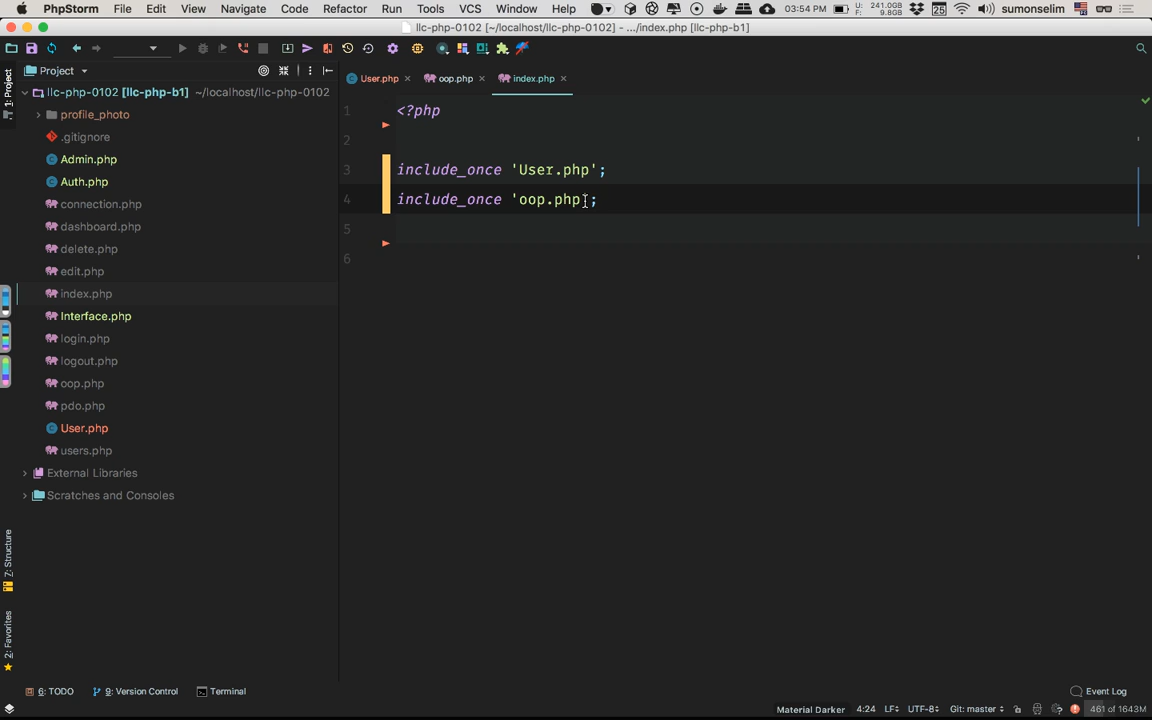 PhpStorm File Edit View Navigate Code Refactor Run Tools VCS Window Help U: 241.0GB F: 9.8GB 25 03:54 PM sumonselim
llc-php-0102 [~/localhost/llc-php-0102] - .../index.php [llc-php-b1]
Project
1: Project
7: Structure
2: Favorites
llc-php-0102 [llc-php-b1] ~/localhost/llc-php-0102
profile_photo
.gitignore
Admin.php
Auth.php
connection.php
dashboard.php
delete.php
edit.php
index.php
Interface.php
login.php
logout.php
oop.php
pdo.php
User.php
users.php
External Libraries
Scratches and Consoles
User.php oop.php index.php
1 <?php
2
3 include_once 'User.php';
4 include_once 'oop.php';
5
6
6: TODO 9: Version Control Terminal Event Log
Material Darker 4:24 LF UTF-8 Git: master 461 of 1643M